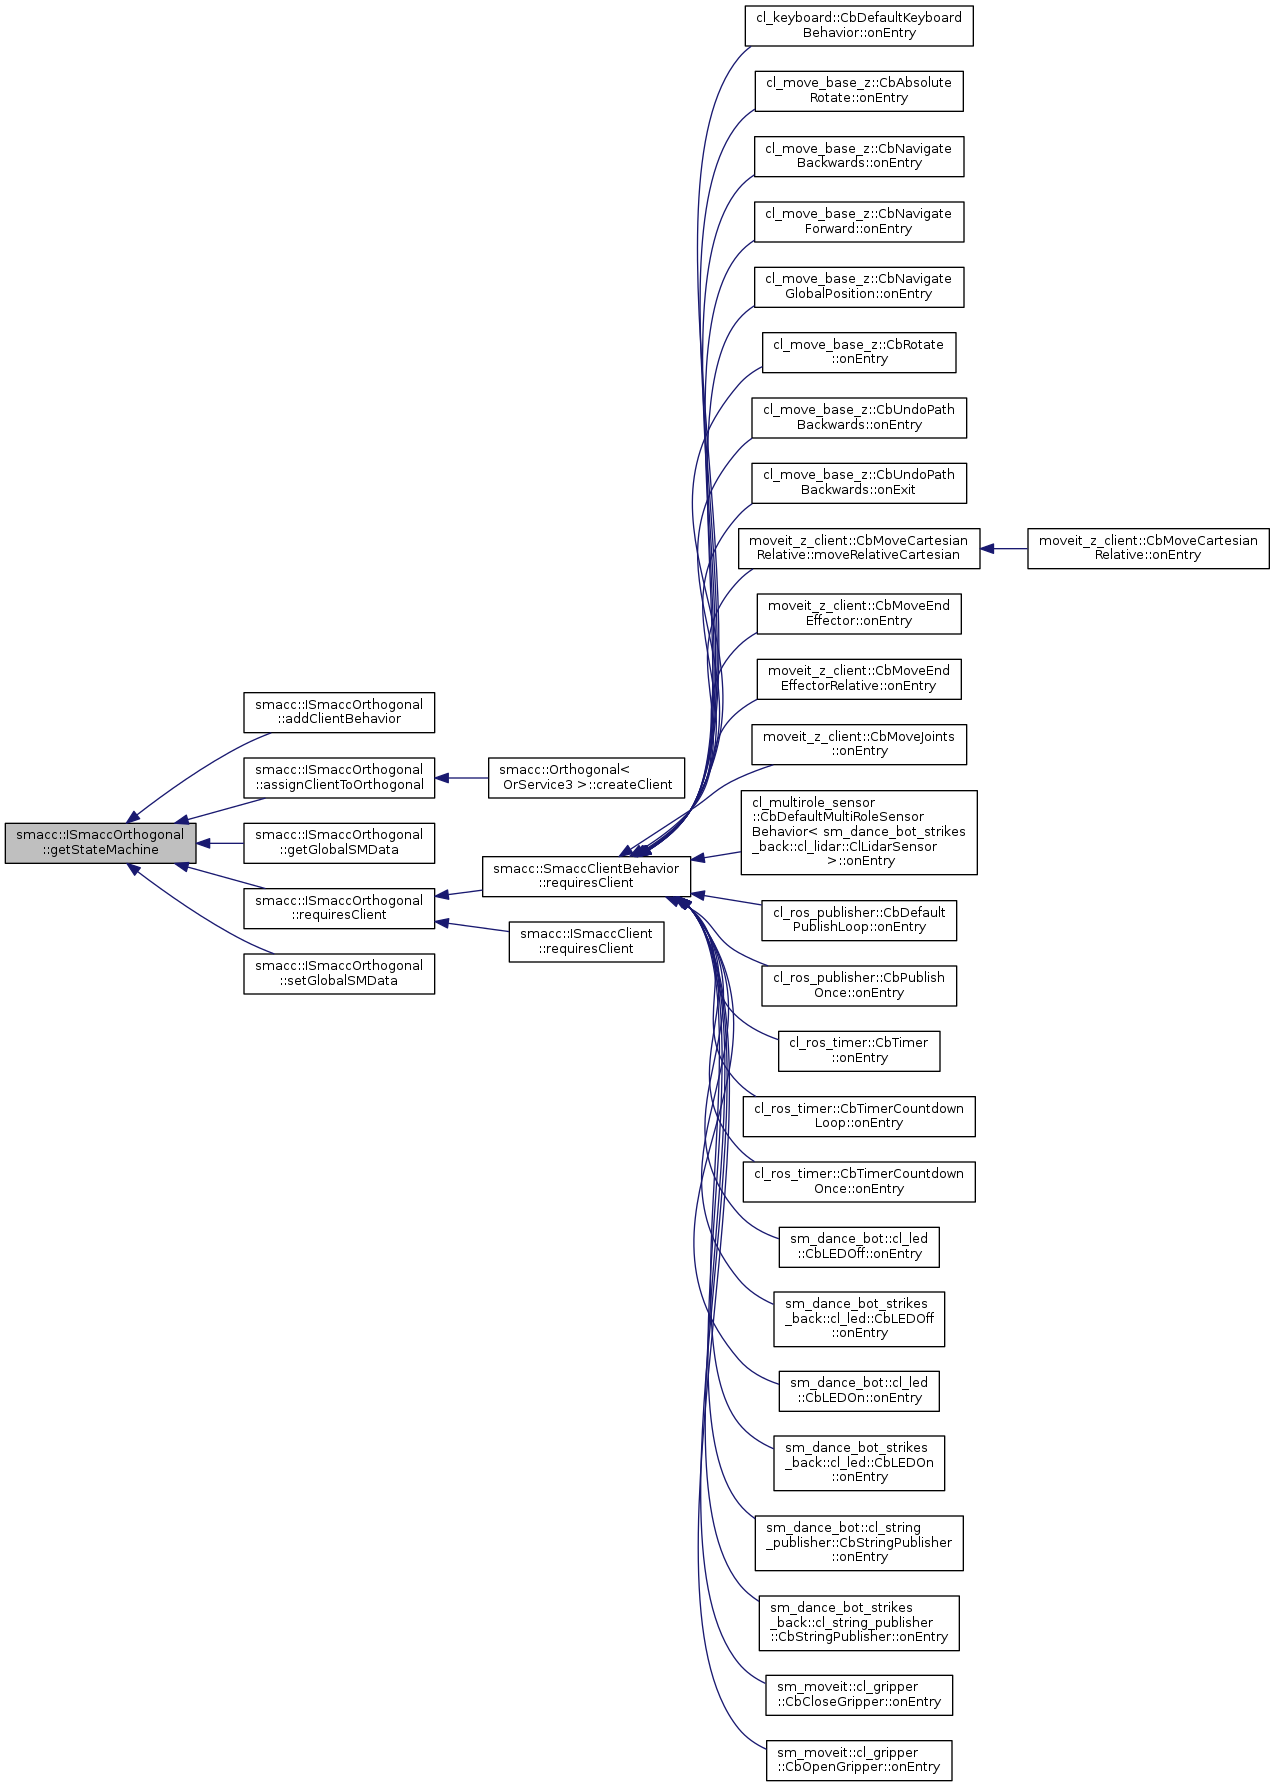 cl_keyboard::CbDefaultKeyboard
Behavior::onEntry
cl_move_base_z::CbAbsolute
Rotate::onEntry
cl_move_base_z::CbNavigate
Backwards::onEntry
cl_move_base_z::CbNavigate
Forward::onEntry
cl_move_base_z::CbNavigate
GlobalPosition::onEntry
cl_move_base_z::CbRotate
::onEntry
cl_move_base_z::CbUndoPath
Backwards::onEntry
cl_move_base_z::CbUndoPath
Backwards::onExit
moveit_z_client::CbMoveCartesian
Relative::moveRelativeCartesian
moveit_z_client::CbMoveCartesian
Relative::onEntry
moveit_z_client::CbMoveEnd
Effector::onEntry
moveit_z_client::CbMoveEnd
EffectorRelative::onEntry
moveit_z_client::CbMoveJoints
::onEntry
smacc::ISmaccOrthogonal
::addClientBehavior
smacc::ISmaccOrthogonal
::assignClientToOrthogonal
smacc::Orthogonal<
OrService3 >::createClient
smacc::ISmaccOrthogonal
::getStateMachine
smacc::ISmaccOrthogonal
::getGlobalSMData
smacc::ISmaccOrthogonal
::requiresClient
smacc::ISmaccOrthogonal
::setGlobalSMData
smacc::SmaccClientBehavior
::requiresClient
smacc::ISmaccClient
::requiresClient
cl_multirole_sensor
::CbDefaultMultiRoleSensor
Behavior< sm_dance_bot_strikes
_back::cl_lidar::ClLidarSensor
>::onEntry
cl_ros_publisher::CbDefault
PublishLoop::onEntry
cl_ros_publisher::CbPublish
Once::onEntry
cl_ros_timer::CbTimer
::onEntry
cl_ros_timer::CbTimerCountdown
Loop::onEntry
cl_ros_timer::CbTimerCountdown
Once::onEntry
sm_dance_bot::cl_led
::CbLEDOff::onEntry
sm_dance_bot_strikes
_back::cl_led::CbLEDOff
::onEntry
sm_dance_bot::cl_led
::CbLEDOn::onEntry
sm_dance_bot_strikes
_back::cl_led::CbLEDOn
::onEntry
sm_dance_bot::cl_string
_publisher::CbStringPublisher
::onEntry
sm_dance_bot_strikes
_back::cl_string_publisher
::CbStringPublisher::onEntry
sm_moveit::cl_gripper
::CbCloseGripper::onEntry
sm_moveit::cl_gripper
::CbOpenGripper::onEntry